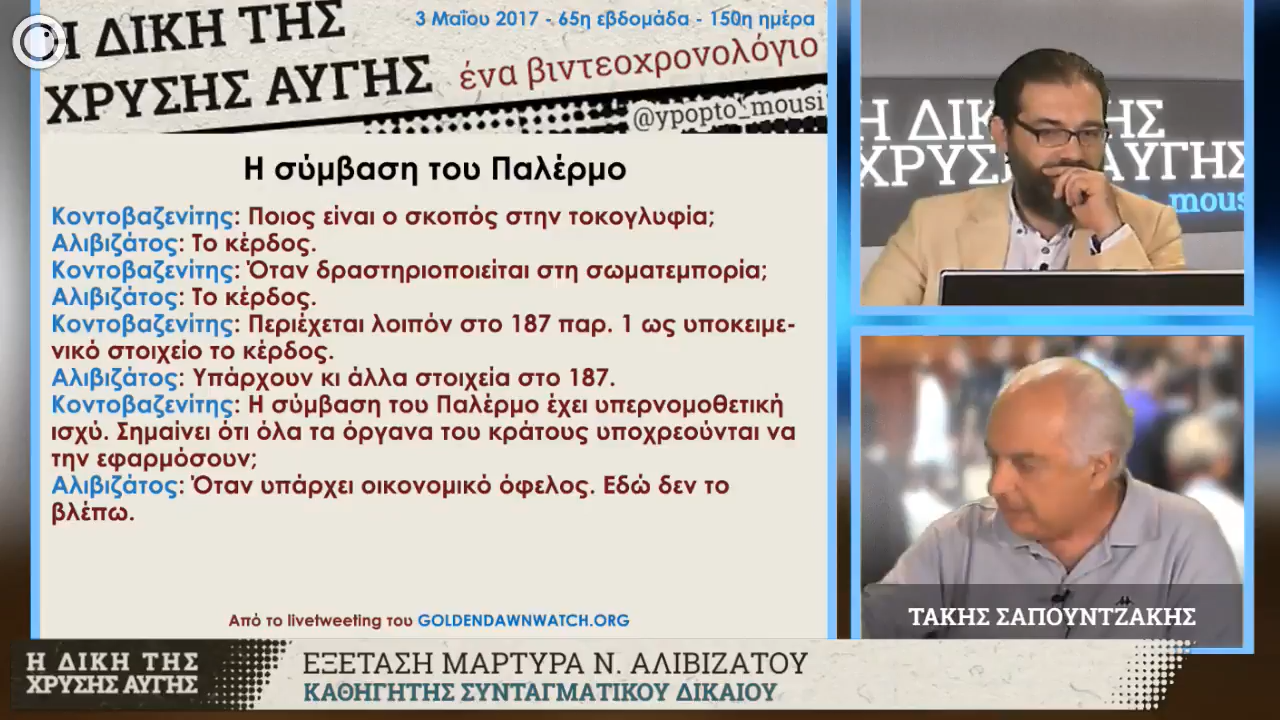 Η ΔΙΚΗ ΤΗΣ
ΧΡΥΣΗΣ ΑΥΓΗΣ
3 Μαΐου 2017 - 65η εβδομάδα - 150η ημέρα
ένα βιντεοχρονολόγιο
@ypopto_mousi
Η σύμβαση του Παλέρμο
Κοντοβαζενίτης: Ποιος είναι ο σκοπός στην τοκογλυφία;
Αλιβιζάτος: Το κέρδος.
Κοντοβαζενίτης: Όταν δραστηριοποιείται στη σωματεμπορία;
Αλιβιζάτος: Το κέρδος.
Κοντοβαζενίτης: Περιέχεται λοιπόν στο 187 παρ. 1 ως υποκειμε-
νικό στοιχείο το κέρδος.
Αλιβιζάτος: Υπάρχουν κι άλλα στοιχεία στο 187.
Κοντοβαζενίτης: Η σύμβαση του Παλέρμο έχει υπερνομοθετική
ισχύ. Σημαίνει ότι όλα τα όργανα του κράτους υποχρεούνται να
την εφαρμόσουν;
Αλιβιζάτος: Όταν υπάρχει οικονομικό όφελος. Εδώ δεν το
βλέπω.
Από το livetweeting του GOLDENDAWNWATCH.ORG
Η ΔΙΚ ΗΣ
ΧΡΥΣ ΑΥΓΗΣ
mous
ΤΑΚΗΣ ΣΑΠΟΥΝΤΖΑΚΗΣ
Η ΔΙΚΗ ΤΗΣ
ΧΡΥΣΗΣ ΑΥΓΗΣ
ΕΞΕΤΑΣΗ ΜΑΡΤΥΡΑ Ν. ΑΛΙΒΙΖΑΤΟΥ
ΚΑΘΗΓΗΤΗΣ ΣΥΝΤΑΓΜΑΤΙΚΟΥ ΔΙΚΑΙΟΥ